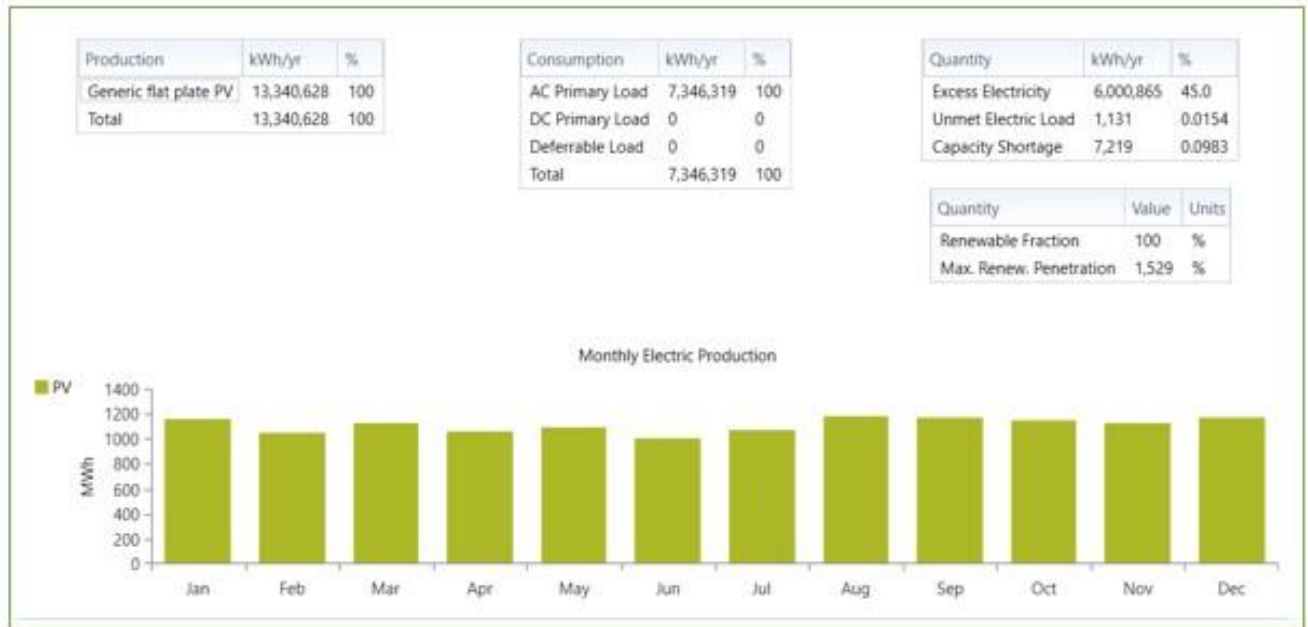 Production kWh/yr %
Generic flat plate PV 13,340,628 100
Total 13,340,628 100
Consumption kWh/yr %
AC Primary Load 7,346,319 100
DC Primary Load 0 0
Deferrable Load 0 0
Total 7,346,319 100
Quantity kWh/yr %
Excess Electricity 6,000,865 45.0
Unmet Electric Load 1,131 0.0154
Capacity Shortage 7,219 0.0983
Quantity Value Units
Renewable Fraction 100 %
Max. Renew. Penetration 1,529 %
Monthly Electric Production
PV
MWh
1400
1200
1000
800
600
400
200
0
Jan Feb Mar Apr May Jun Jul Aug Sep Oct Nov Dec